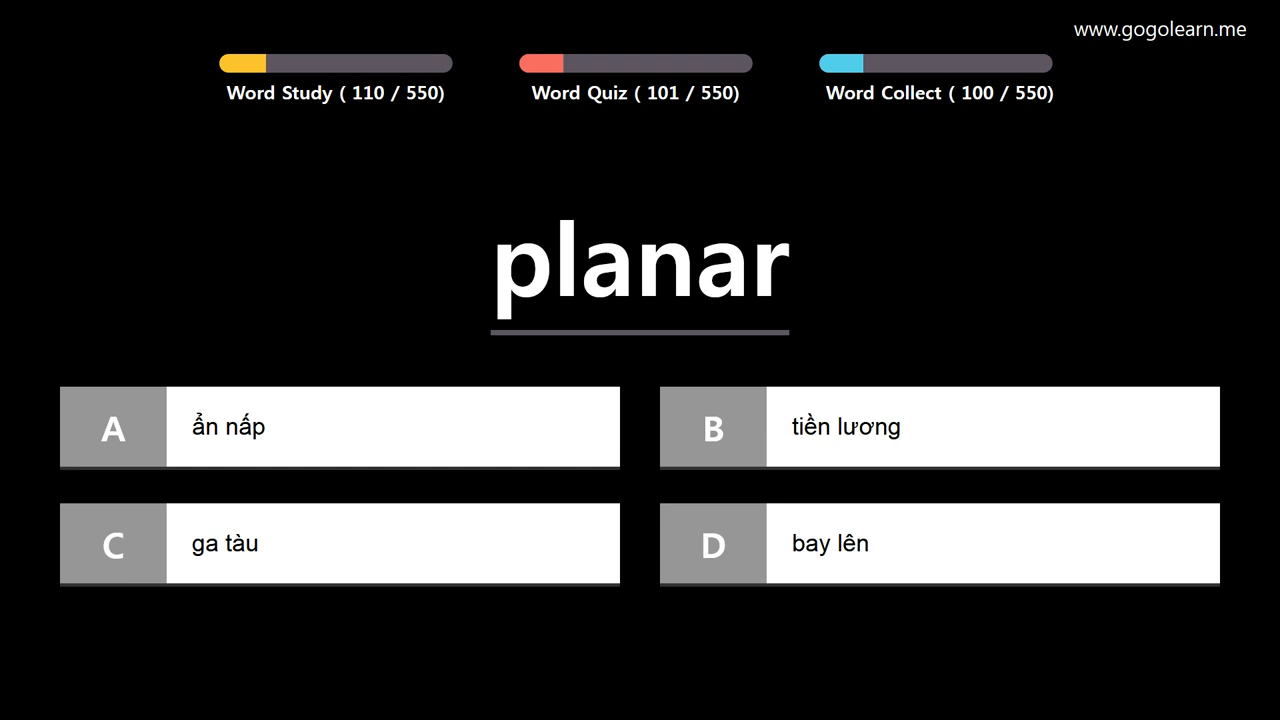 www.gogolearn.me
Word Study ( 110 / 550)
Word Quiz ( 101 / 550)
Word Collect ( 100 / 550)
planar
A ẩn nấp
B tiền lương
C ga tàu
D bay lên